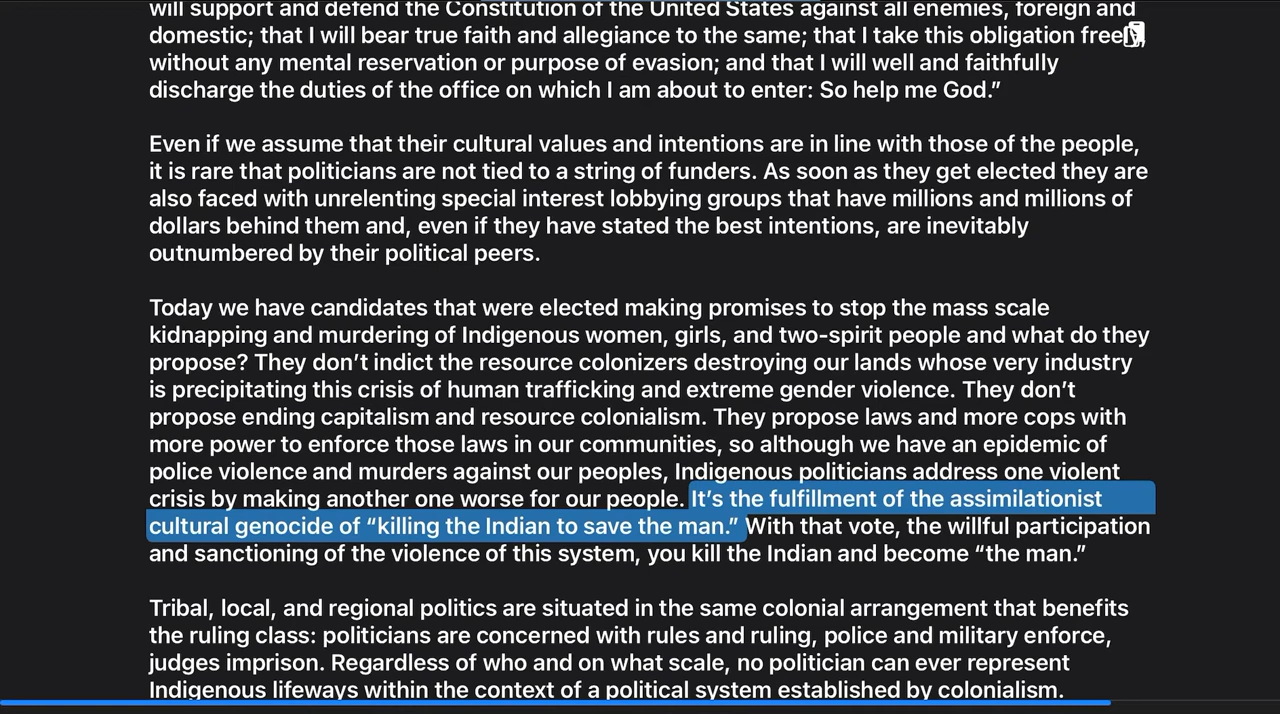 will support and defend the Constitution of the United States against all enemies, foreign and
domestic; that I will bear true faith and allegiance to the same; that I take this obligation freely,
without any mental reservation or purpose of evasion; and that I will well and faithfully
discharge the duties of the office on which I am about to enter: So help me God.”
Even if we assume that their cultural values and intentions are in line with those of the people,
it is rare that politicians are not tied to a string of funders. As soon as they get elected they are
also faced with unrelenting special interest lobbying groups that have millions and millions of
dollars behind them and, even if they have stated the best intentions, are inevitably
outnumbered by their political peers.
Today we have candidates that were elected making promises to stop the mass scale
kidnapping and murdering of Indigenous women, girls, and two-spirit people and what do they
propose? They don’t indict the resource colonizers destroying our lands whose very industry
is precipitating this crisis of human trafficking and extreme gender violence. They don’t
propose ending capitalism and resource colonialism. They propose laws and more cops with
more power to enforce those laws in our communities, so although we have an epidemic of
police violence and murders against our peoples, Indigenous politicians address one violent
crisis by making another one worse for our people. It’s the fulfillment of the assimilationist
cultural genocide of “killing the Indian to save the man.” With that vote, the willful participation
and sanctioning of the violence of this system, you kill the Indian and become “the man.”
Tribal, local, and regional politics are situated in the same colonial arrangement that benefits
the ruling class: politicians are concerned with rules and ruling, police and military enforce,
judges imprison. Regardless of who and on what scale, no politician can ever represent
Indigenous lifeways within the context of a political system established by colonialism.